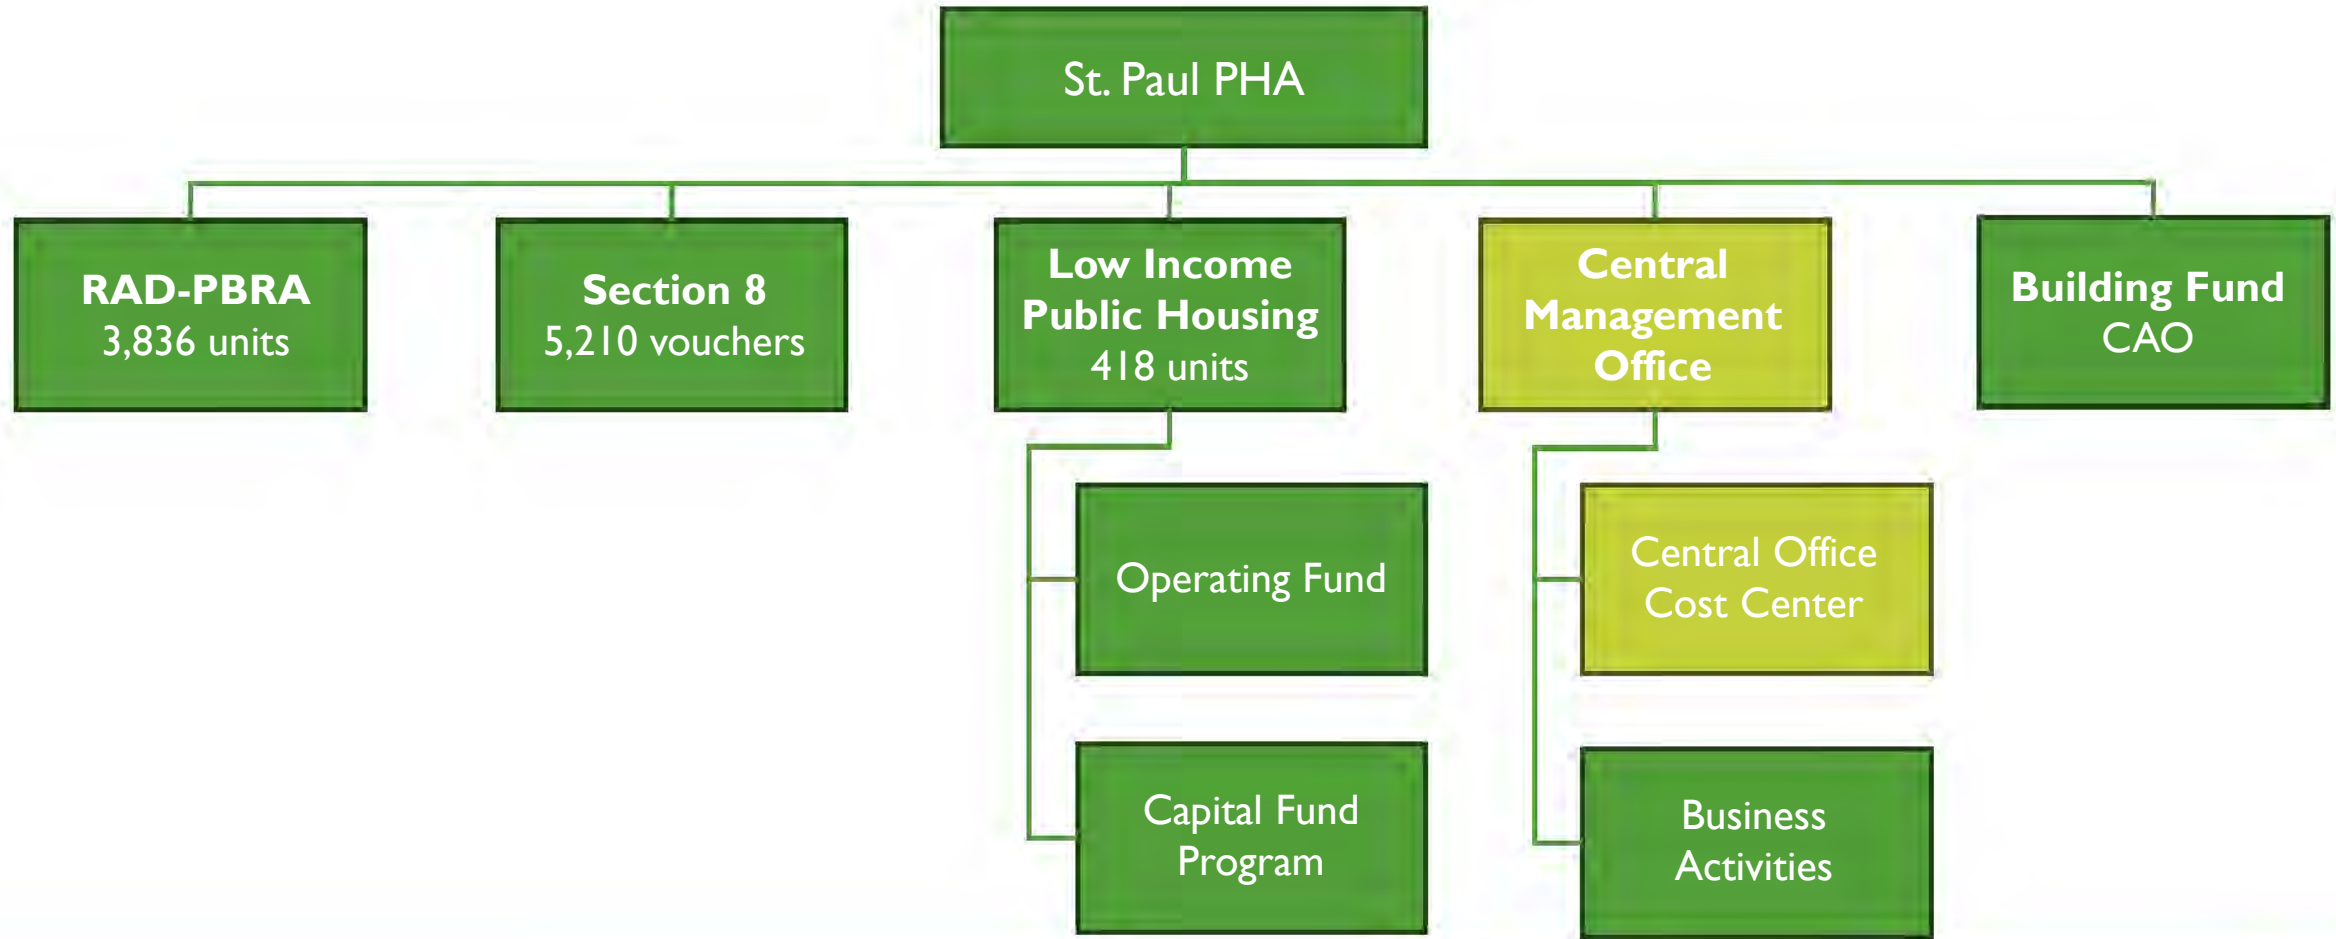 St. Paul PHA
RAD-PBRA
3,836 units
Section 8
5,210 vouchers
Low Income
Public Housing
418 units
Central
Management
Office
Building Fund
CAO
Operating Fund
Central Office
Cost Center
Capital Fund
Program
Business
Activities